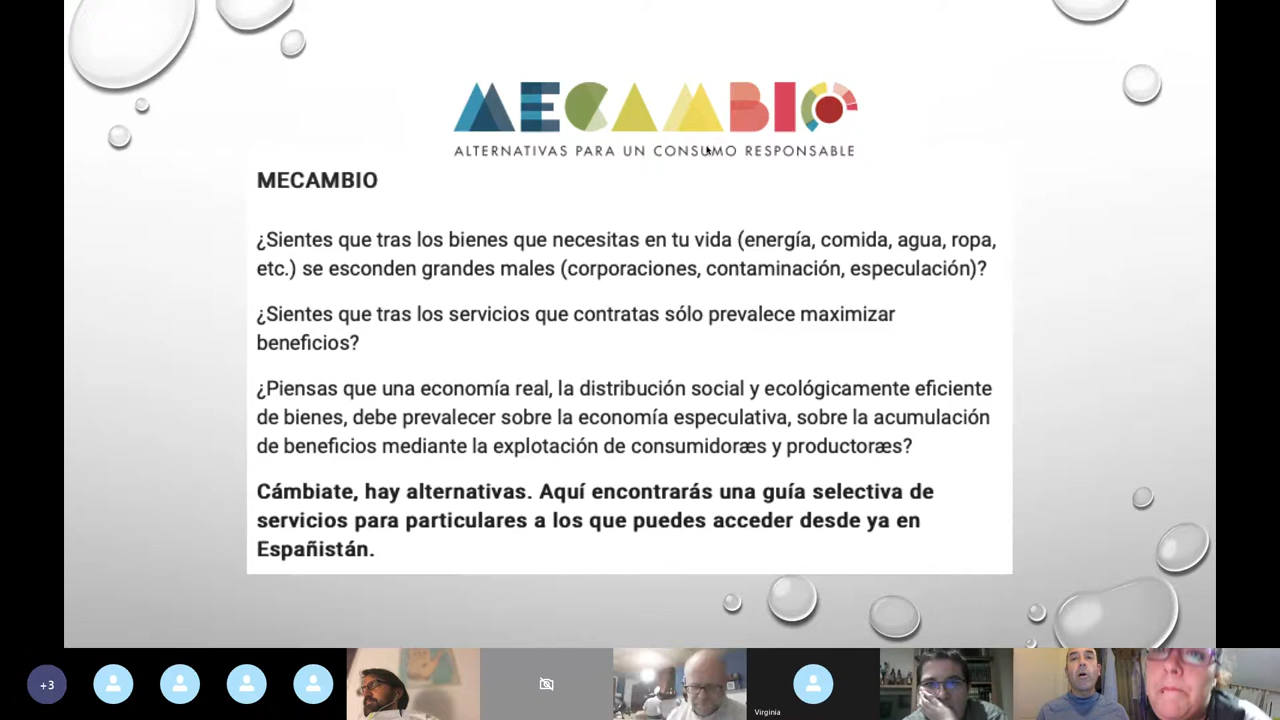 MECAMBIO
ALTERNATIVAS PARA UN CONSUMO RESPONSABLE
MECAMBIO
¿Sientes que tras los bienes que necesitas en tu vida (energía, comida, agua, ropa,
etc.) se esconden grandes males (corporaciones, contaminación, especulación)?
¿Sientes que tras los servicios que contratas sólo prevalece maximizar
beneficios?
¿Piensas que una economía real, la distribución social y ecológicamente eficiente
de bienes, debe prevalecer sobre la economía especulativa, sobre la acumulación
de beneficios mediante la explotación de consumidoræs y productoræs?
Cámbiate, hay alternativas. Aquí encontrarás una guía selectiva de
servicios para particulares a los que puedes acceder desde ya en
Españistán.
+3
Virginia